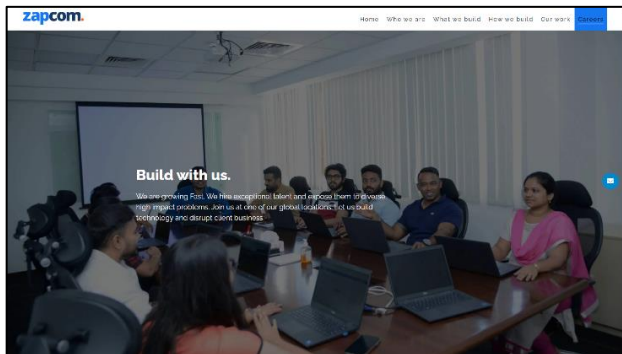 zapcom.
Home Who we are What we build How we build Our work Careers
Build with us.
We are growing Fast. We hire exceptional talent and expose them to diverse
high impact problems. Join us at one of our global locations. Let us build
technology and disrupt client business